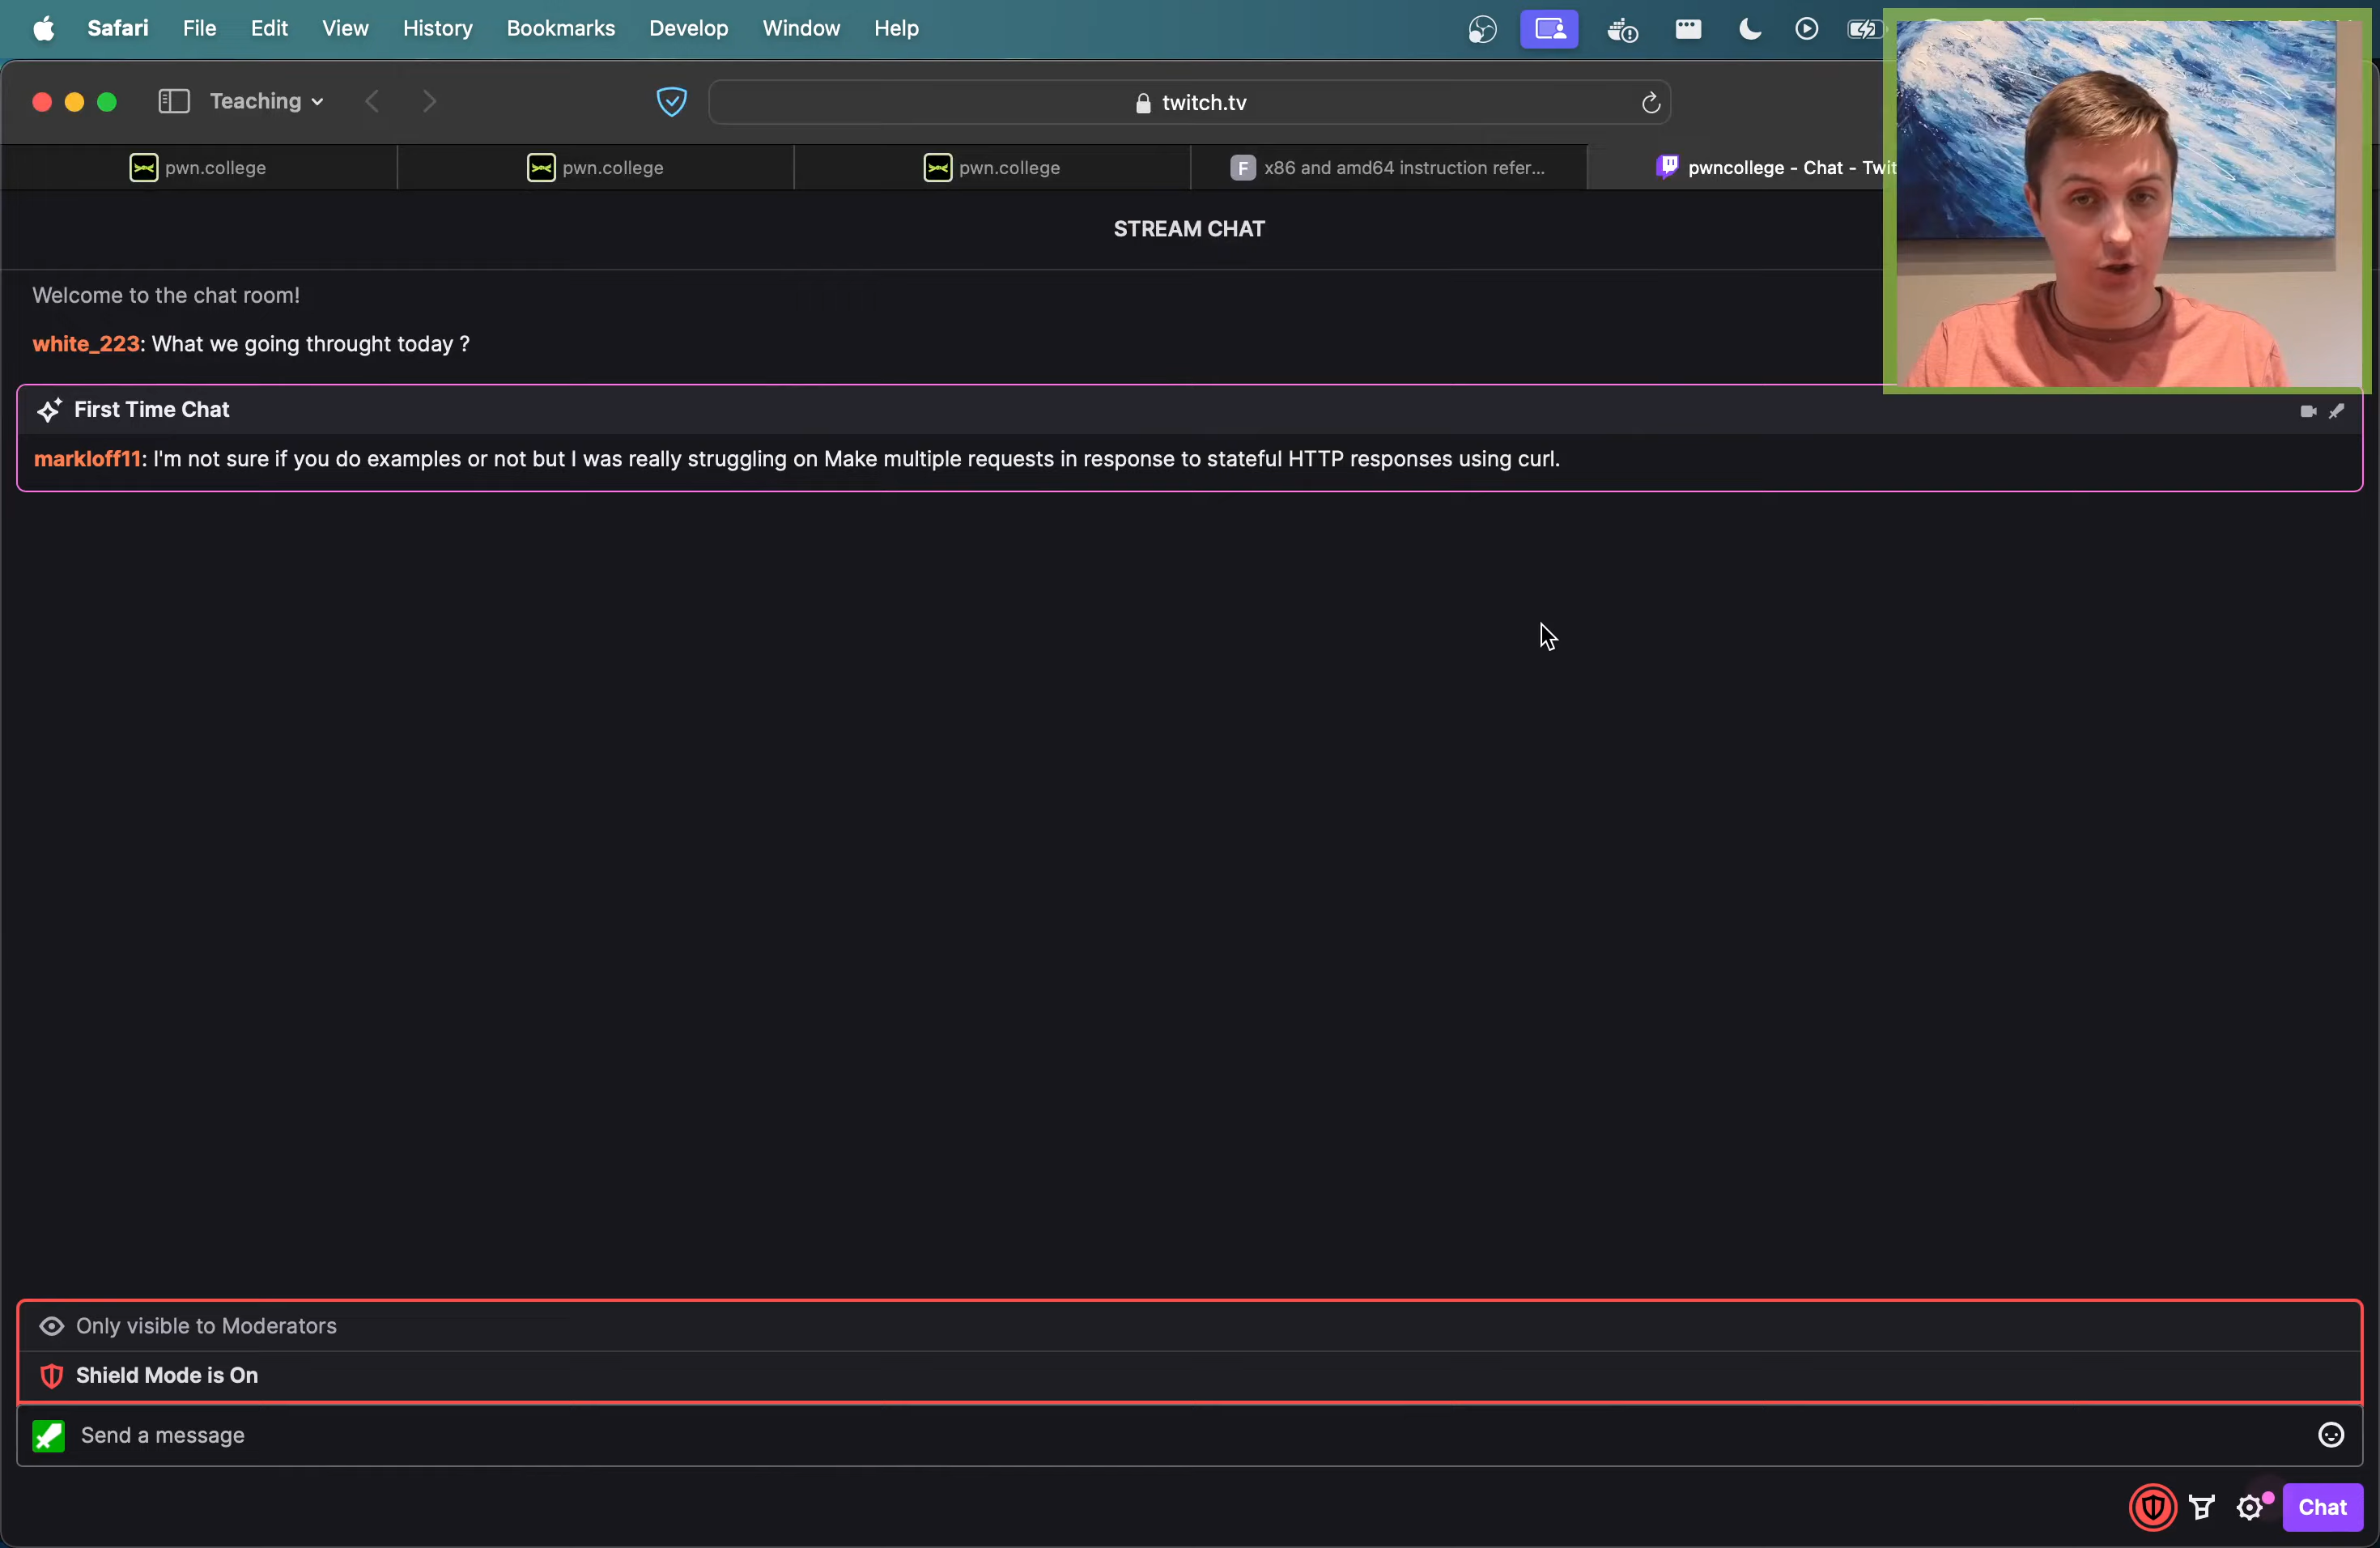 Safari File Edit View History Bookmarks Develop Window Help
Teaching
twitch.tv
pwn.college
pwn.college
pwn.college
F x86 and amd64 instruction refer...
pwncollege - Chat - Twit
STREAM CHAT
Welcome to the chat room!
white_223: What we going throught today ?
First Time Chat
markloff11: I'm not sure if you do examples or not but I was really struggling on Make multiple requests in response to stateful HTTP responses using curl.
Only visible to Moderators
Shield Mode is On
Send a message
Chat